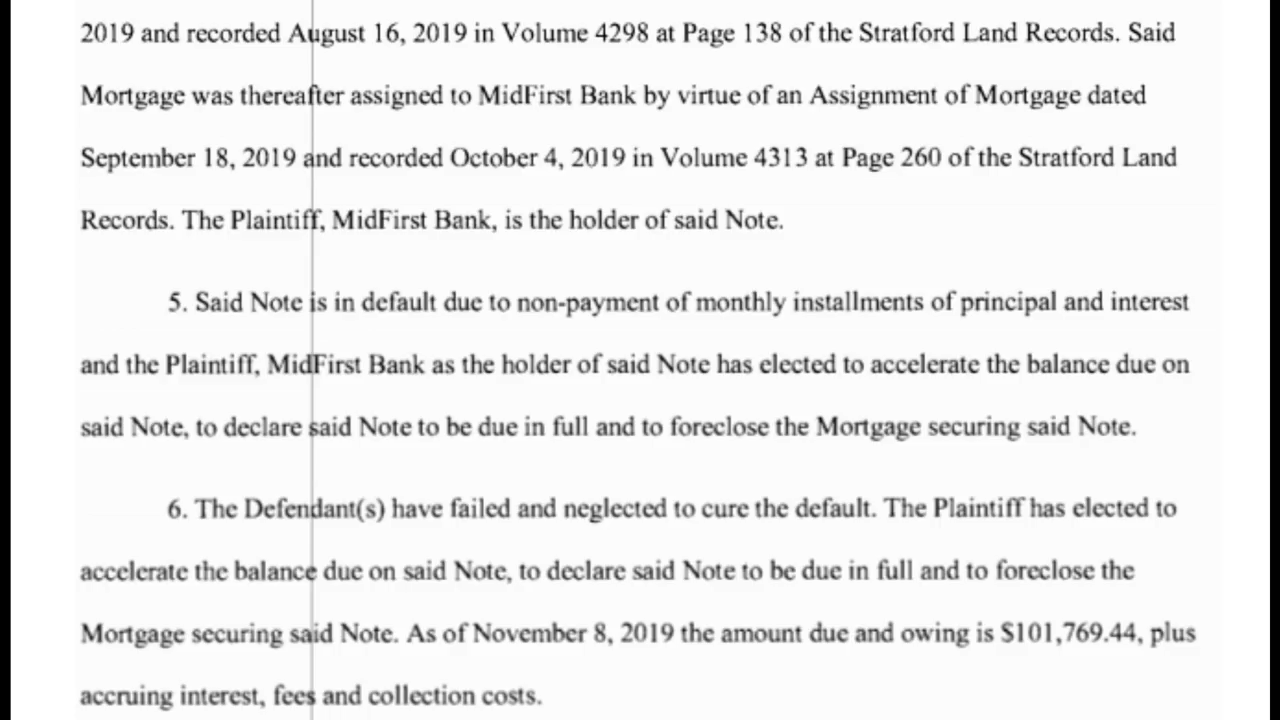 2019 and recorded August 16, 2019 in Volume 4298 at Page 138 of the Stratford Land Records. Said
Mortgage was thereafter assigned to MidFirst Bank by virtue of an Assignment of Mortgage dated
September 18, 2019 and recorded October 4, 2019 in Volume 4313 at Page 260 of the Stratford Land
Records. The Plaintiff, MidFirst Bank, is the holder of said Note.
5. Said Note is in default due to non-payment of monthly installments of principal and interest
and the Plaintiff, MidFirst Bank as the holder of said Note has elected to accelerate the balance due on
said Note, to declare said Note to be due in full and to foreclose the Mortgage securing said Note.
6. The Defendant(s) have failed and neglected to cure the default. The Plaintiff has elected to
accelerate the balance due on said Note, to declare said Note to be due in full and to foreclose the
Mortgage securing said Note. As of November 8, 2019 the amount due and owing is $101,769.44, plus
accruing interest, fees and collection costs.